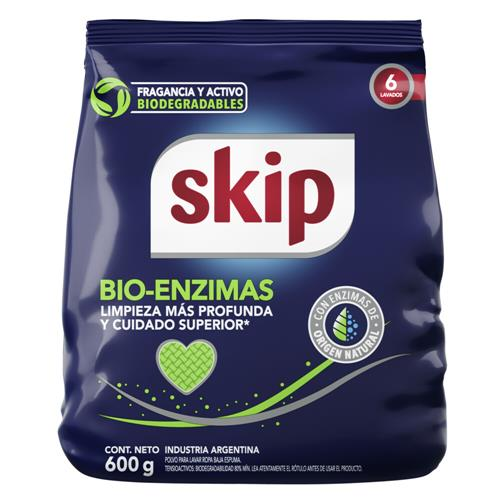 FRAGANCIA Y ACTIVO
BIODEGRADABLES
6
LAVADOS
skip
BIO-ENZIMAS
LIMPIEZA MÁS PROFUNDA
Y CUIDADO SUPERIOR*
CON ENZIMAS DE
ORIGEN NATURAL
CONT. NETO
600 g
INDUSTRIA ARGENTINA
POLVO PARA LAVAR ROPA BAJA ESPUMA.
TENSIOACTIVOS: BIODEGRADABILIDAD 80% MÍN. LEA ATENTAMENTE EL RÓTULO ANTES DE USAR EL PRODUCTO.